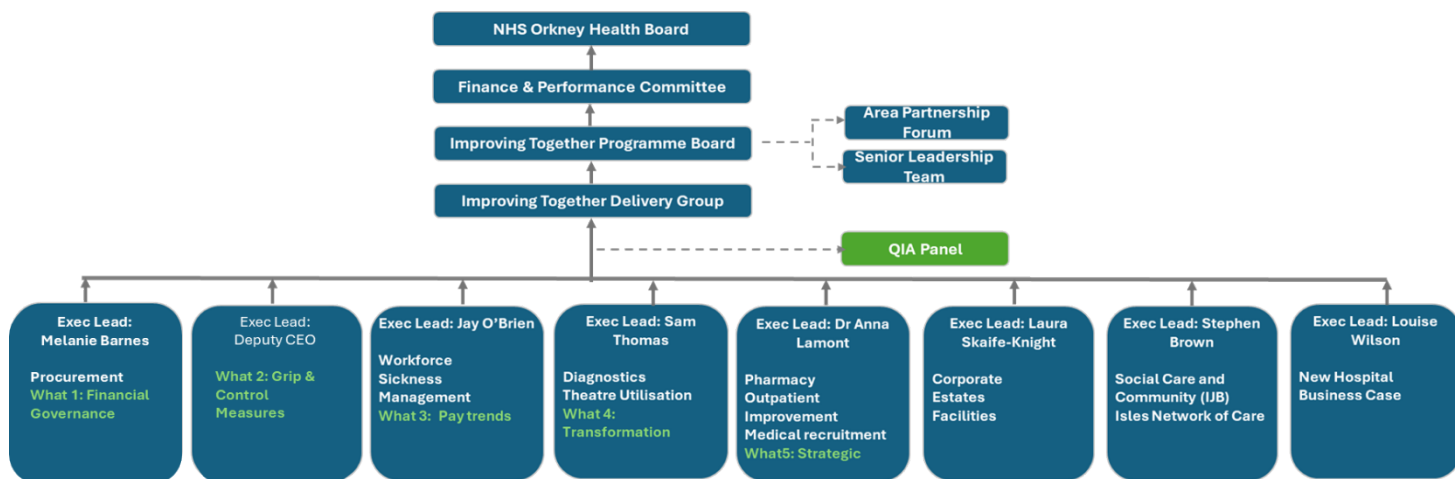 NHS Orkney Health Board
Finance & Performance Committee
Improving Together Programme Board
Area Partnership
Forum
Senior Leadership
Team
Improving Together Delivery Group
QIA Panel
Exec Lead:
Melanie Barnes
Procurement
What 1: Financial
Governance
Exec Lead:
Deputy CEO
What 2: Grip &
Control
Measures
Exec Lead: Jay O’Brien
Workforce
Sickness
Management
What 3:  Pay trends
Exec Lead: Sam
Thomas
Diagnostics
Theatre Utilisation
What 4:
Transformation
Exec Lead: Dr Anna
Lamont
Pharmacy
Outpatient
Improvement
Medical recruitment
What5: Strategic
Exec Lead: Laura
Skaife-Knight
Corporate
Estates
Facilities
Exec Lead: Stephen
Brown
Social Care and
Community (IJB)
Isles Network of Care
Exec Lead: Louise
Wilson
New Hospital
Business Case